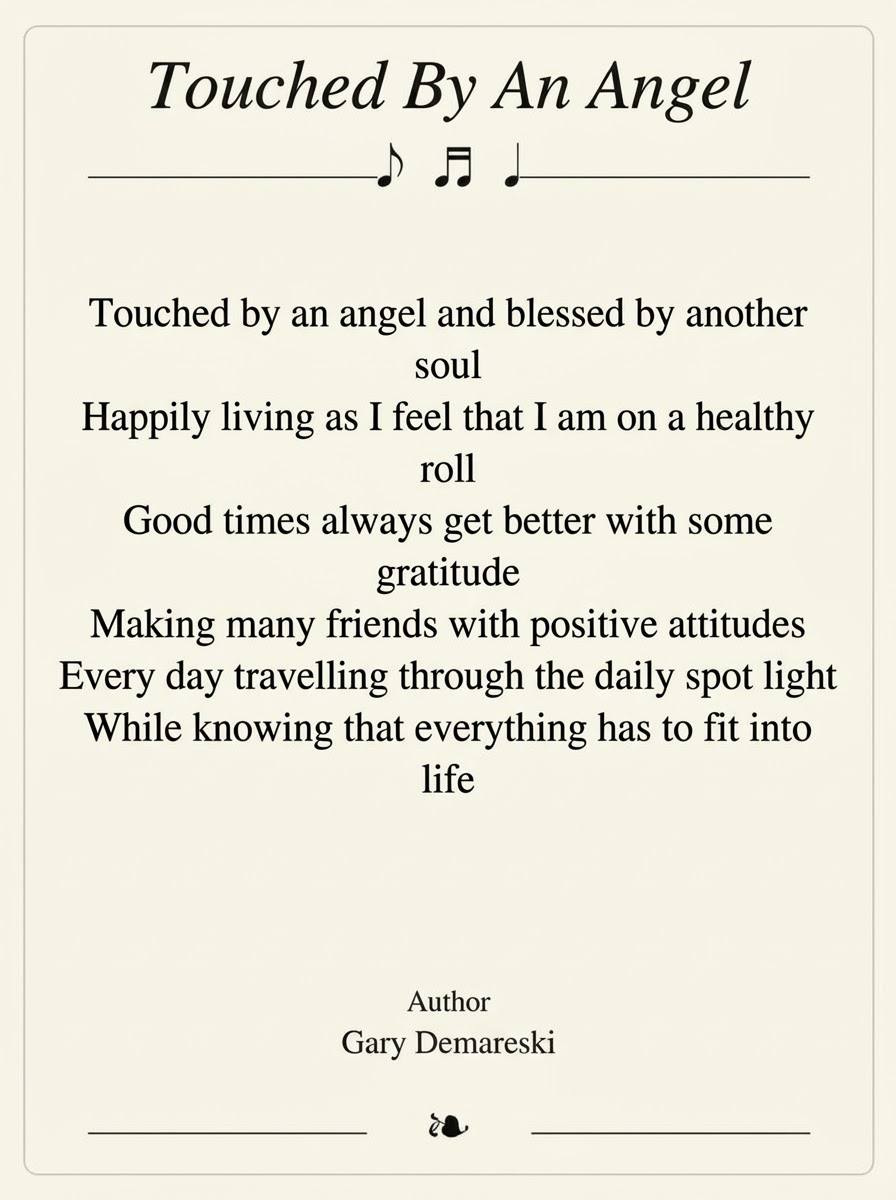 Touched By An Angel
Touched by an angel and blessed by another
soul
Happily living as I feel that I am on a healthy
roll
Good times always get better with some
gratitude
Making many friends with positive attitudes
Every day travelling through the daily spot light
While knowing that everything has to fit into
life
Author
Gary Demareski